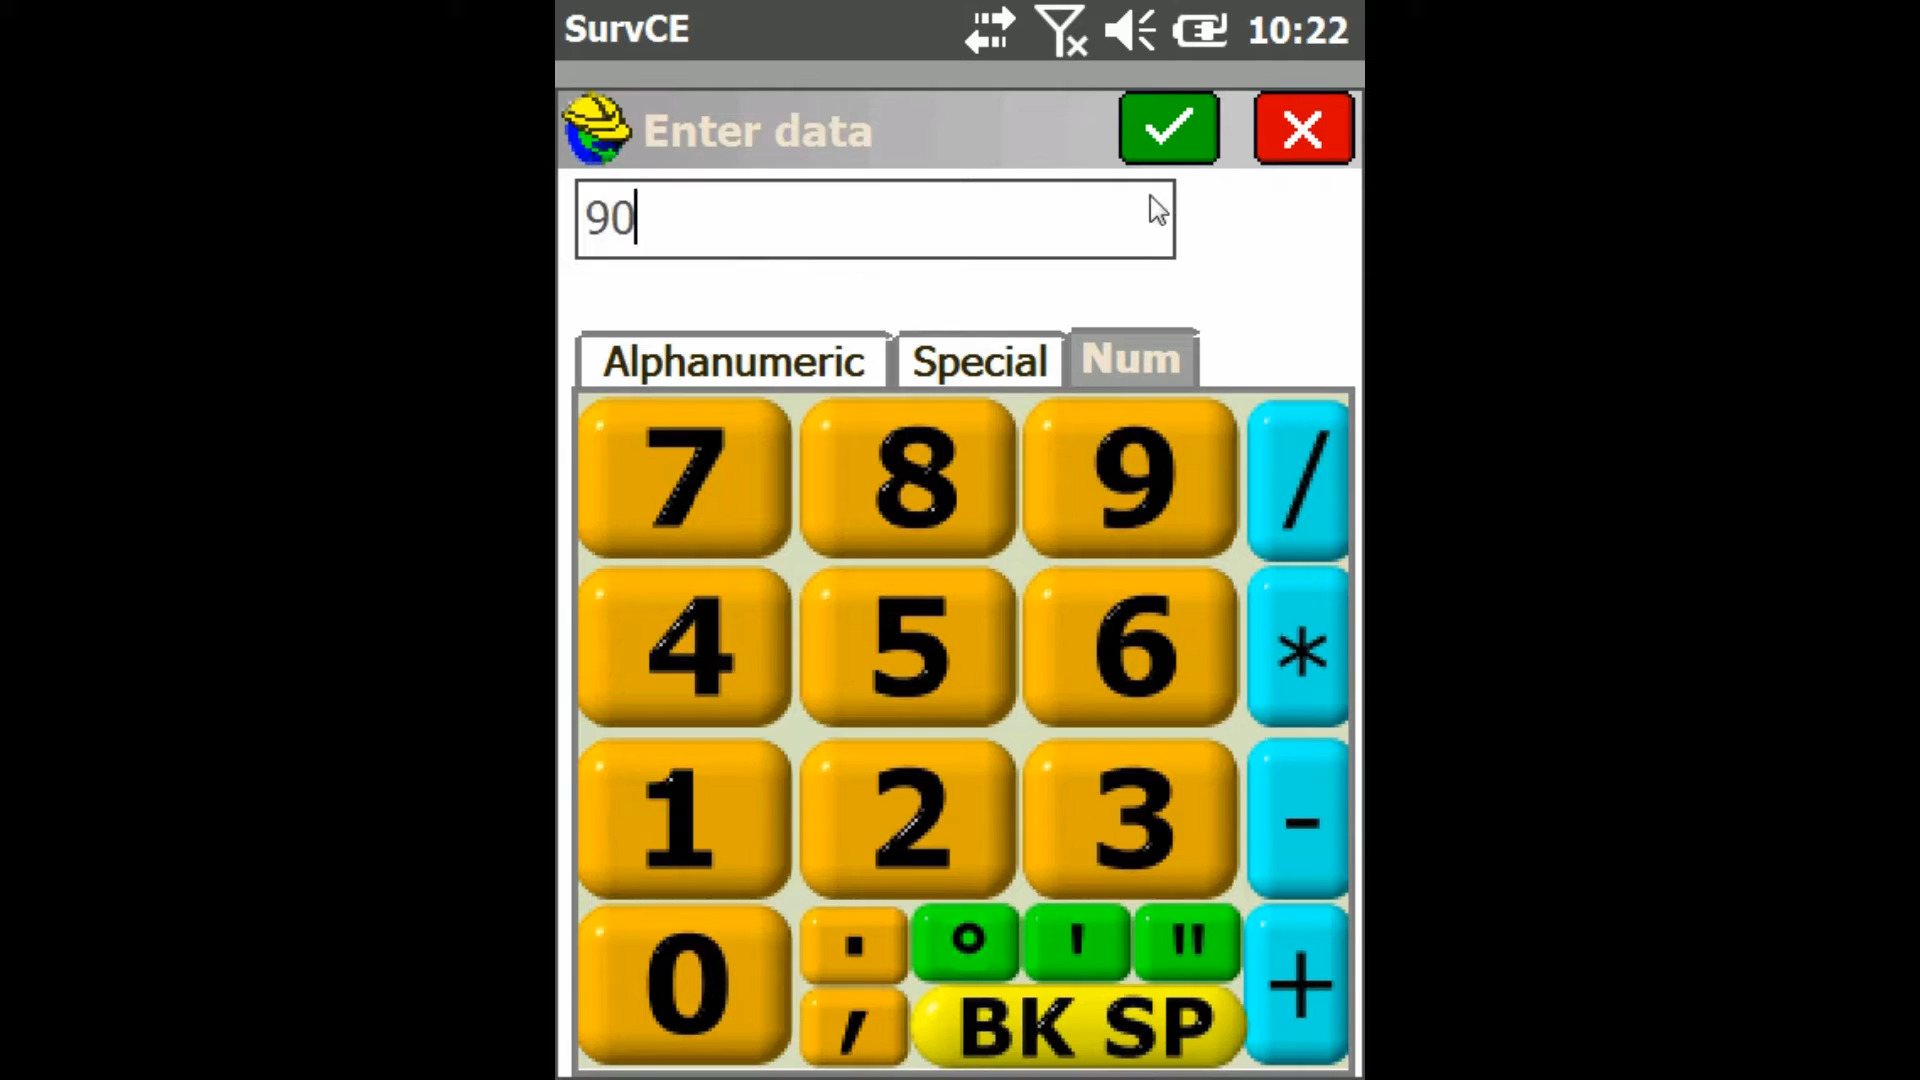 SurvCE 10:22
Enter data
90
Alphanumeric Special Num
7 8 9 /
4 5 6 *
1 2 3 -
0 . ° ' " +
, BK SP